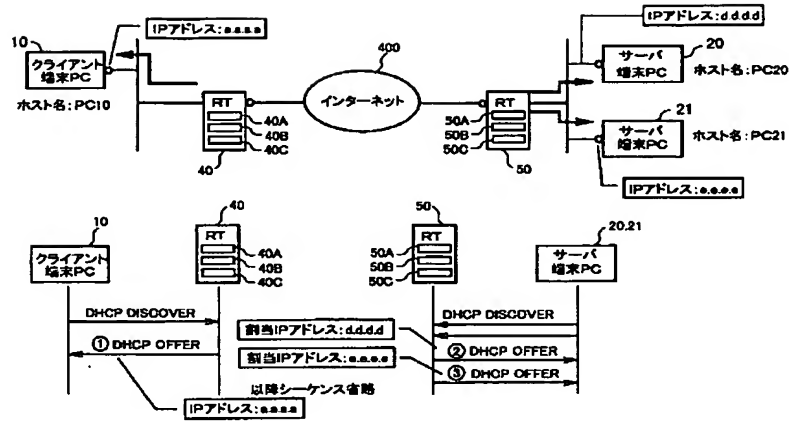 IPアドレス:a.a.a.a
10
クライアント
端末PC
ホスト名:PC10
RT
40A
40B
40C
40
400
インターネット
RT
50A
50B
50C
50
IPアドレス:d.d.d.d
サーバ
端末PC
20
ホスト名:PC20
サーバ
端末PC
21
ホスト名:PC21
IPアドレス:e.e.e.e
10
クライアント
端末PC
40
RT
40A
40B
40C
50
RT
50A
50B
50C
20,21
サーバ
端末PC
DHCP DISCOVER
DHCP DISCOVER
割当IPアドレス:d.d.d.d
① DHCP OFFER
② DHCP OFFER
割当IPアドレス:e.e.e.e
③ DHCP OFFER
以降シーケンス省略
IPアドレス:a.a.a.a